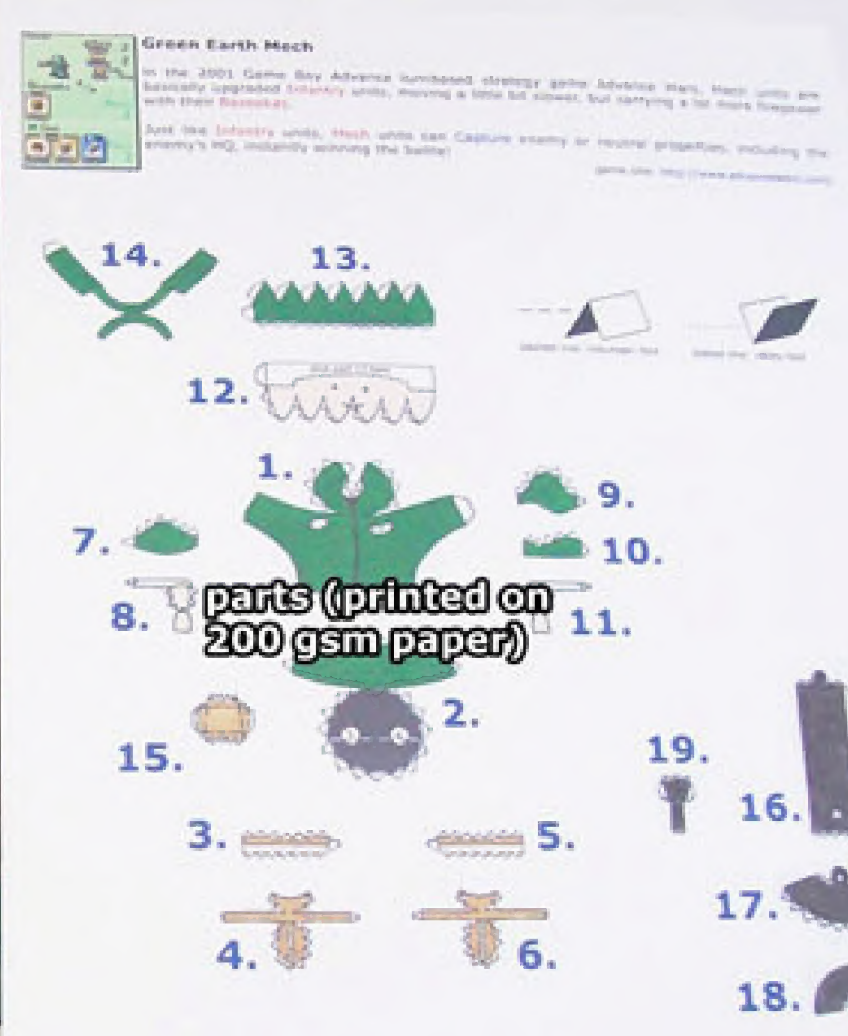 Green Earth Mech
In the 2001 Game Boy Advance turnbased strategy game Advance Wars, Mech units are
basically upgraded Infantry units, moving a little bit slower, but carrying a lot more firepower
with their Bazookas.
Just like Infantry units, Mech units can Capture enemy or neutral properties, including the
enemy's HQ, instantly winning the battle!
14.
13.
12.
1.
9.
7.
10.
parts (printed on
200 gsm paper)
8.
11.
2.
15.
19.
16.
3.
5.
17.
4.
6.
18.